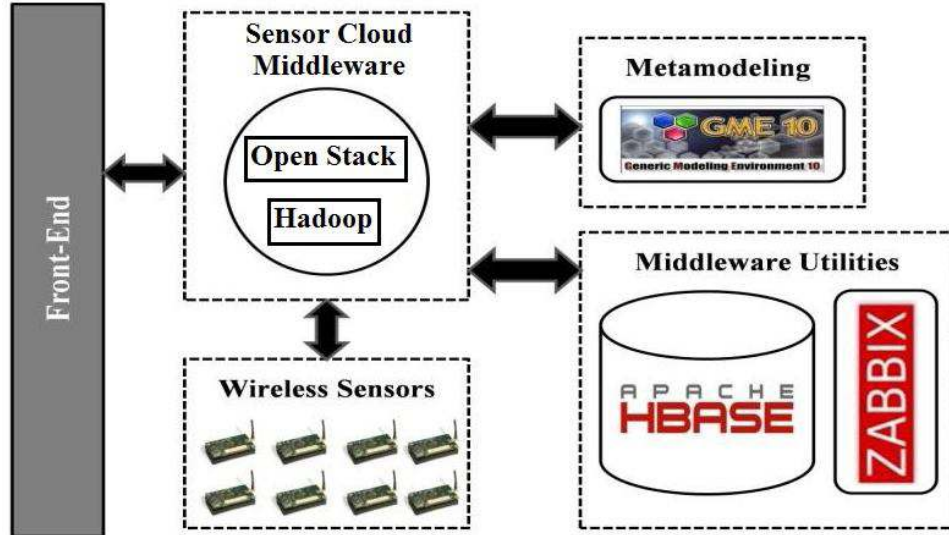 Front-End
Sensor Cloud
Middleware
Open Stack
Hadoop
Metamodeling
GME 10
Generic Modeling Environment 10
Wireless Sensors
Middleware Utilities
APACHE
HBASE
ZABBIX